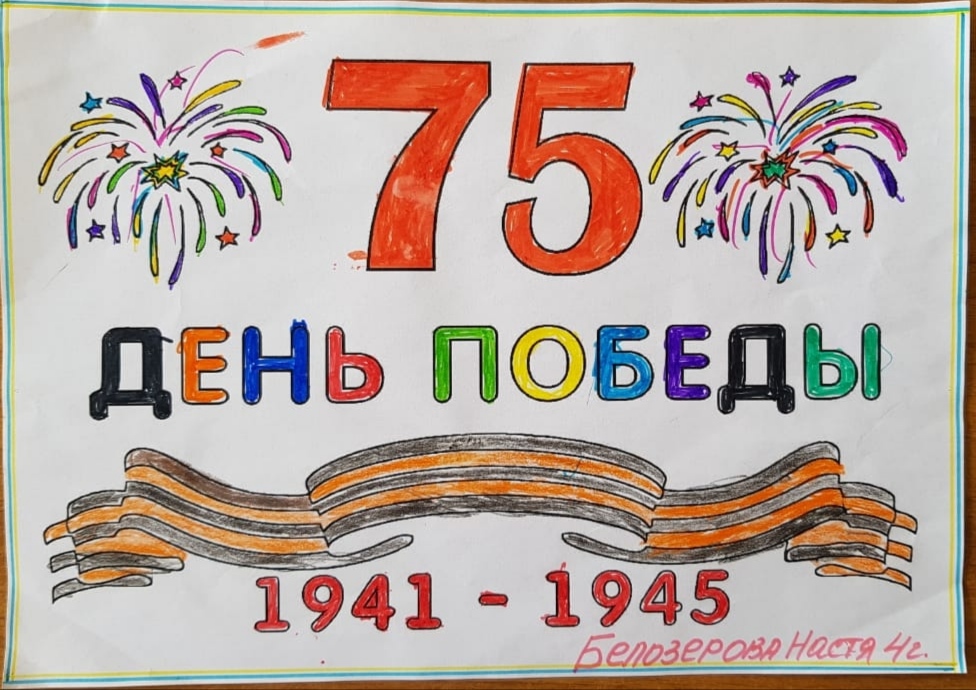 75
ДЕНЬ ПОБЕДЫ
1941 - 1945
Белозерова Настя 4г.